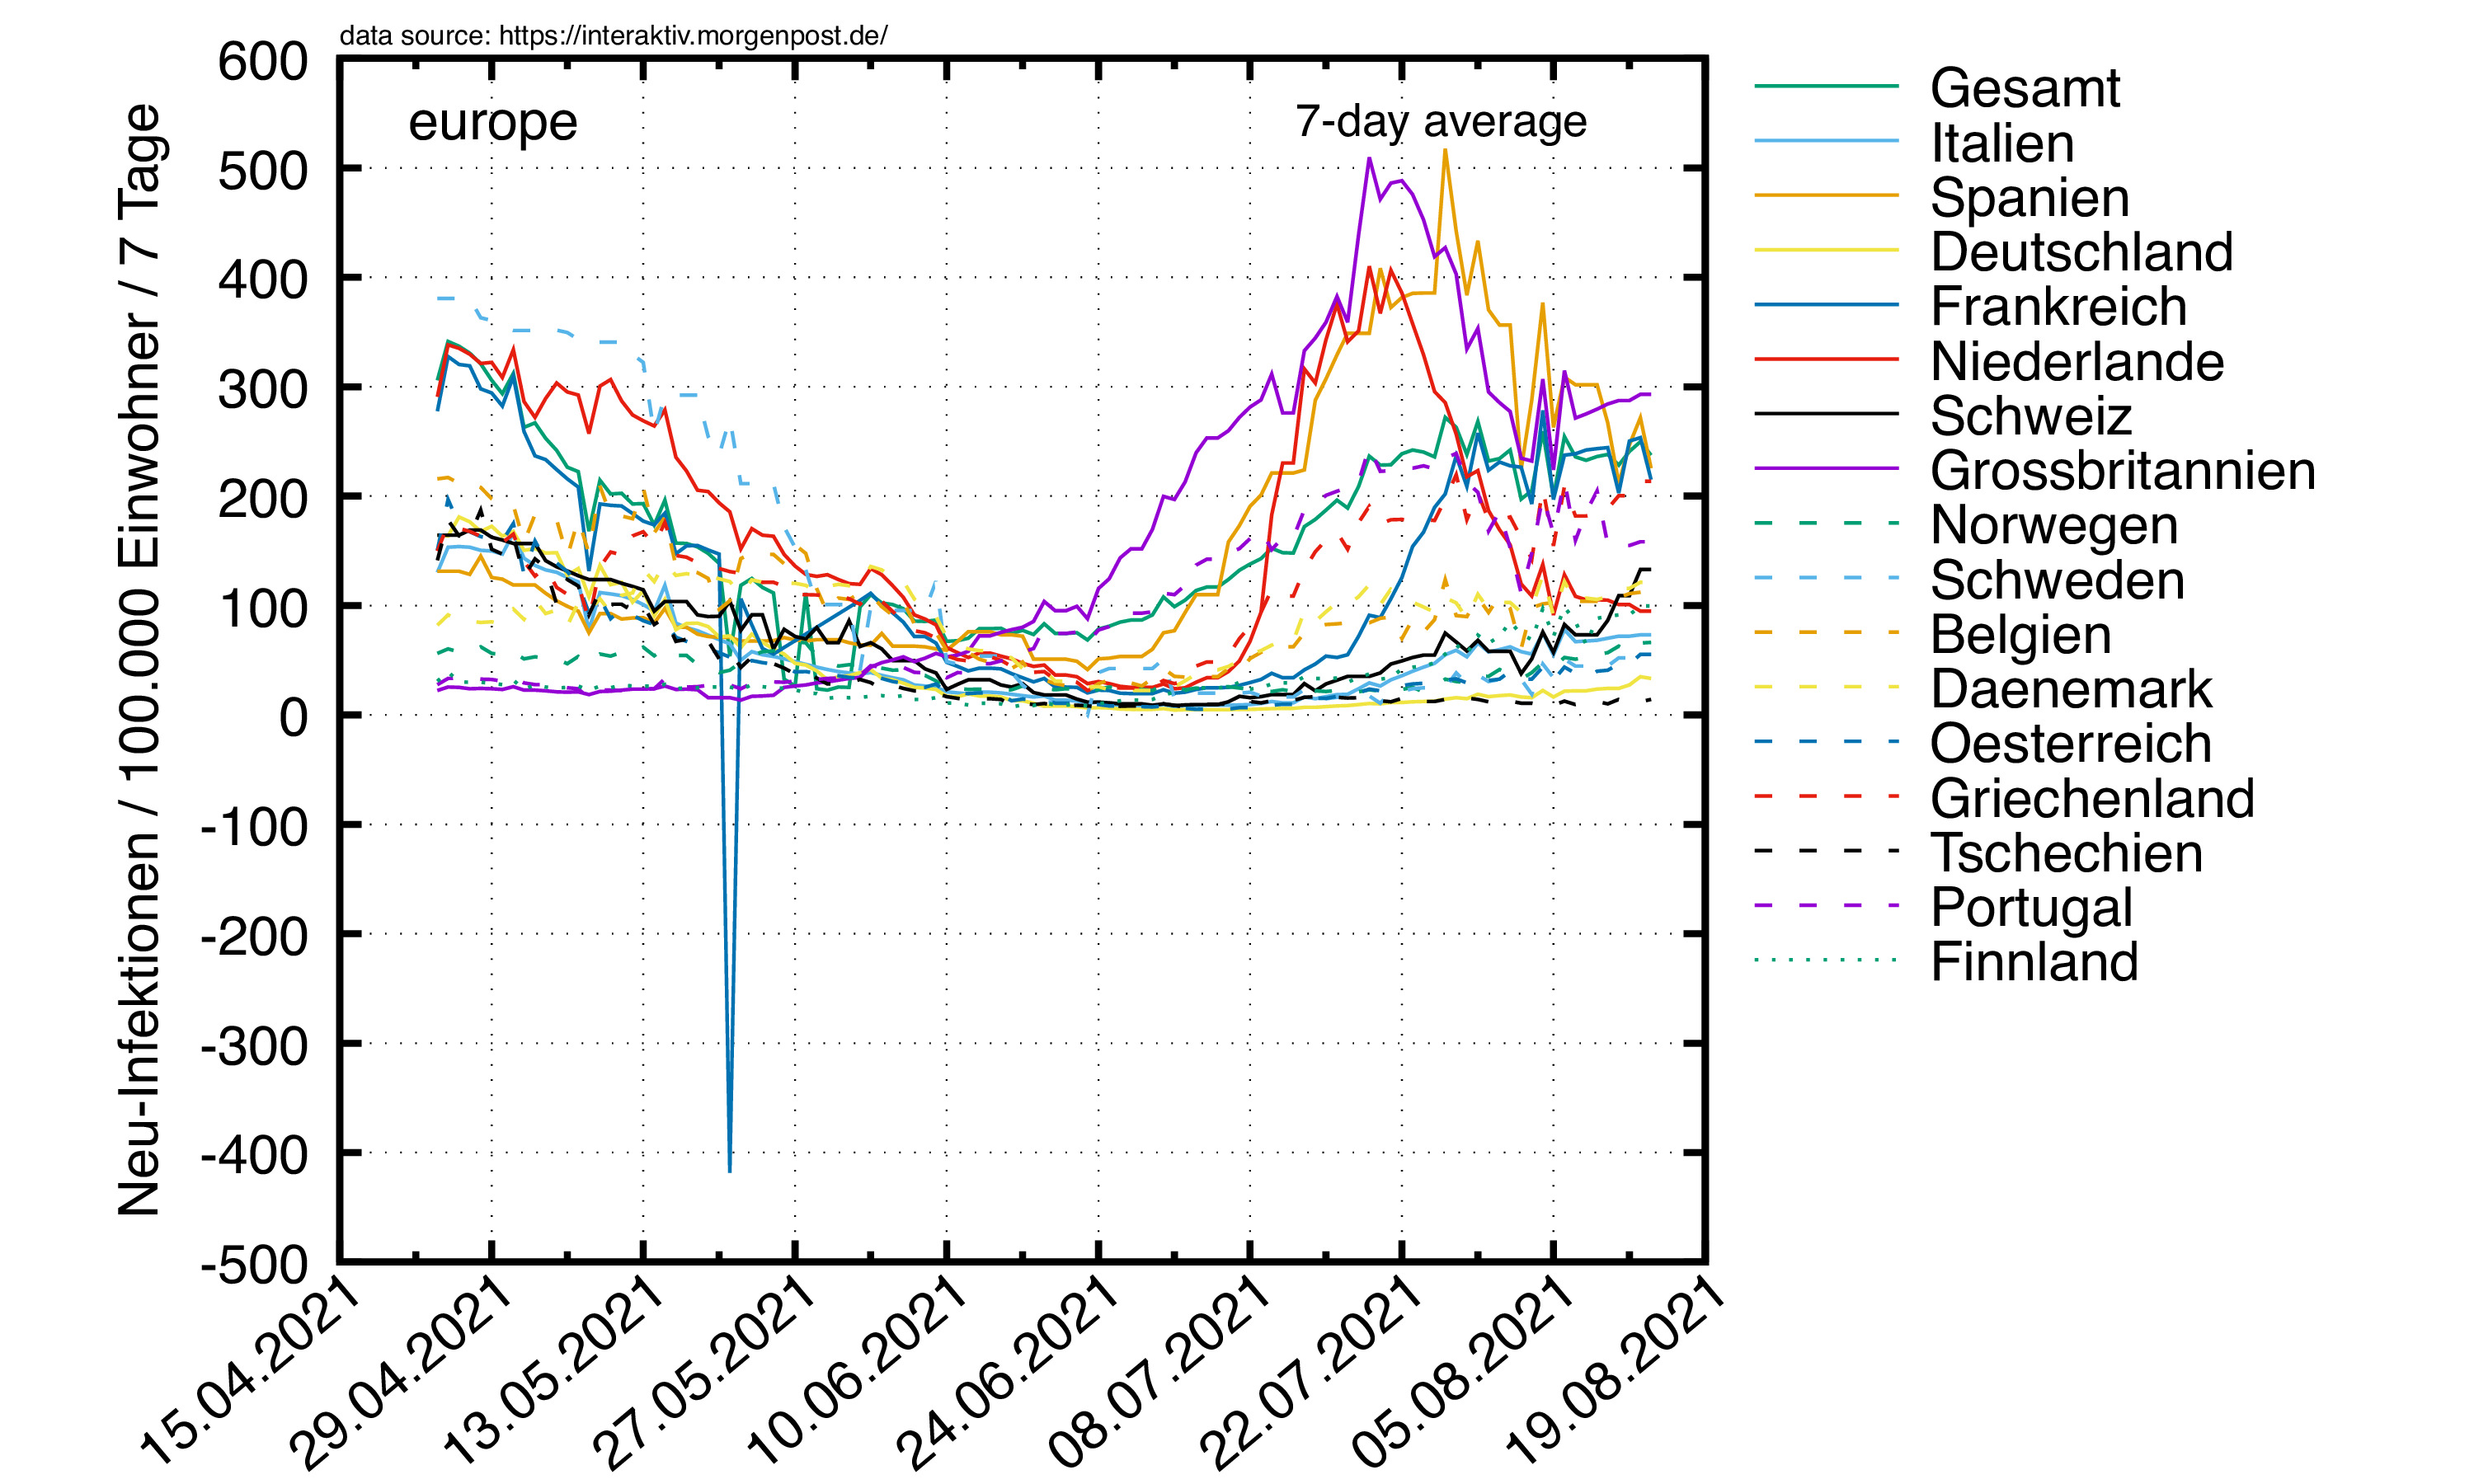 data source: https://interaktiv.morgenpost.de/
europe
7-day average
Neu-Infektionen / 100.000 Einwohner / 7 Tage
600
500
400
300
200
100
0
-100
-200
-300
-400
-500
15.04.2021
29.04.2021
13.05.2021
27.05.2021
10.06.2021
24.06.2021
08.07.2021
22.07.2021
05.08.2021
19.08.2021
Gesamt
Italien
Spanien
Deutschland
Frankreich
Niederlande
Schweiz
Grossbritannien
Norwegen
Schweden
Belgien
Daenemark
Oesterreich
Griechenland
Tschechien
Portugal
Finnland